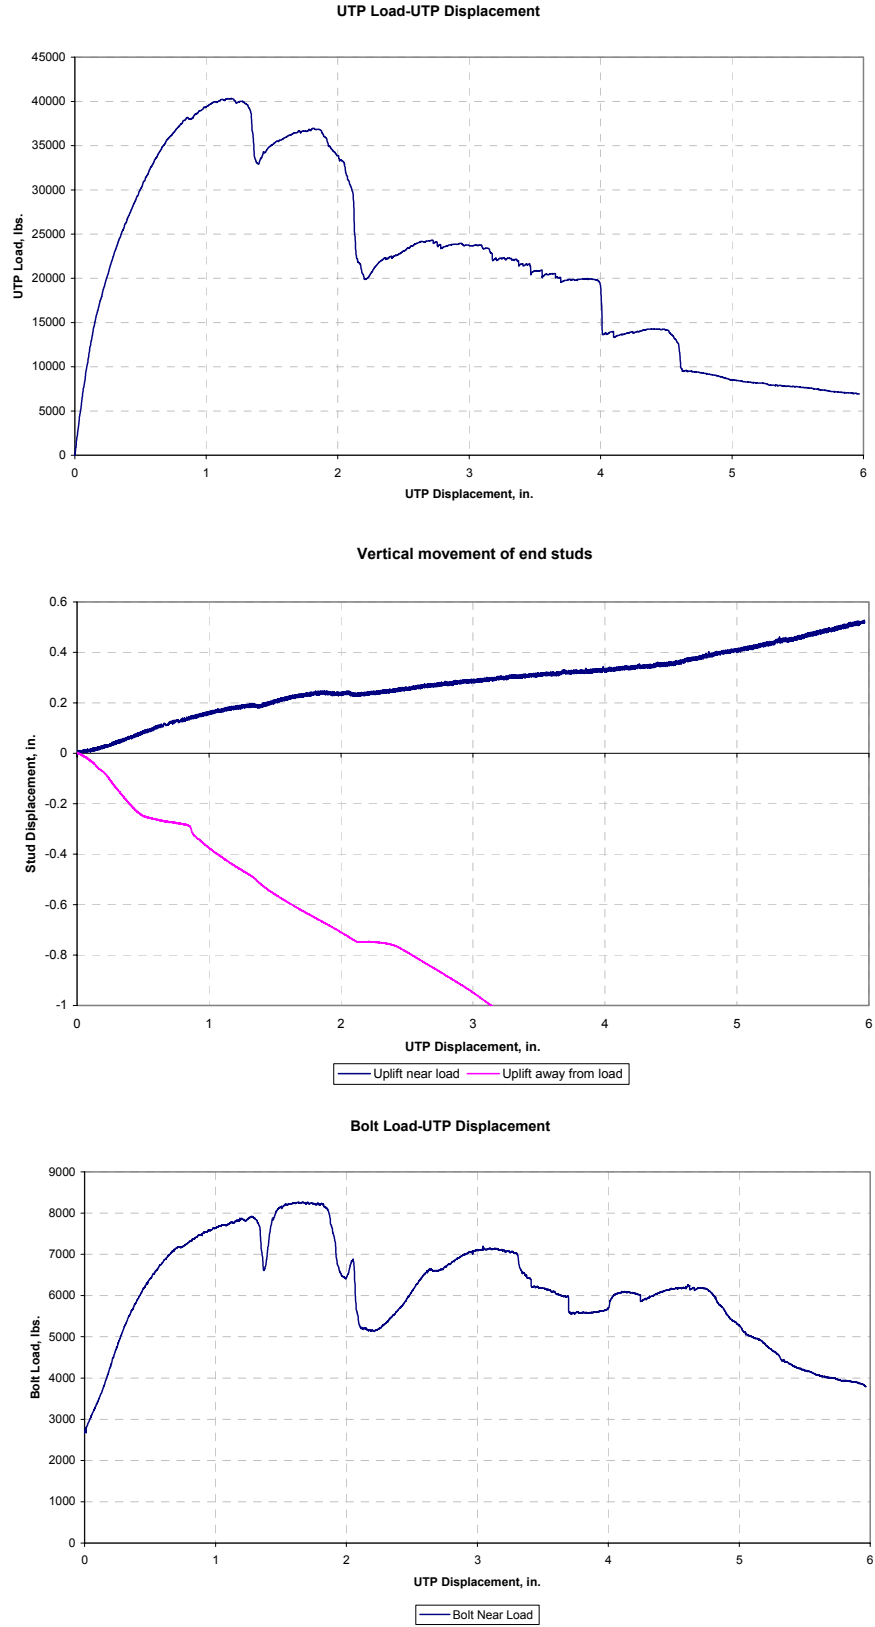 UTP Load-UTP Displacement
45000
40000
35000
30000
25000
20000
15000
10000
5000
0
UTP Load, lbs.
0 1 2 3 4 5 6
UTP Displacement, in.
Vertical movement of end studs
0.6
0.4
0.2
0
-0.2
-0.4
-0.6
-0.8
-1
Stud Displacement, in.
0 1 2 3 4 5 6
UTP Displacement, in.
Uplift near load Uplift away from load
Bolt Load-UTP Displacement
9000
8000
7000
6000
5000
4000
3000
2000
1000
0
Bolt Load, lbs.
0 1 2 3 4 5 6
UTP Displacement, in.
Bolt Near Load